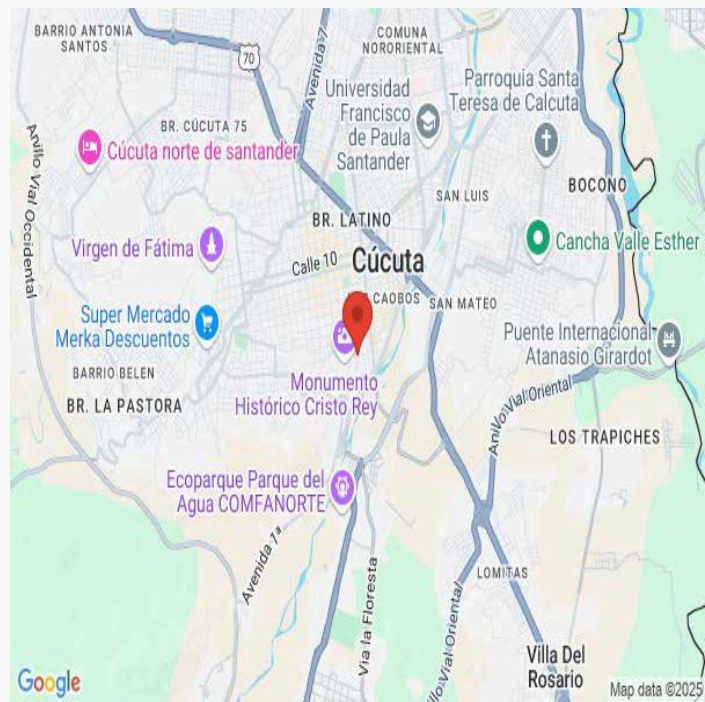 BARRIO ANTONIA
SANTOS
70
Avenida 7
COMUNA
NORORIENTAL
Universidad
Francisco
de Paula
Santander
Parroquia Santa
Teresa de Calcuta
Anillo Vial Occidental
BR. CÚCUTA 75
Cúcuta norte de santander
SAN LUIS
BOCONO
BR. LATINO
Virgen de Fátima
Calle 10
Cúcuta
Cancha Valle Esther
CAOBOS
SAN MATEO
Super Mercado
Merka Descuentos
Puente Internacional
Atanasio Girardot
BARRIO BELEN
Monumento
Histórico Cristo Rey
BR. LA PASTORA
Anillo Vial Oriental
LOS TRAPICHES
Ecoparque Parque del
Agua COMFANORTE
Avenida 7ª
Via la Floresta
LOMITAS
Vial Oriental
Villa Del
Rosario
Google
Map data ©2025